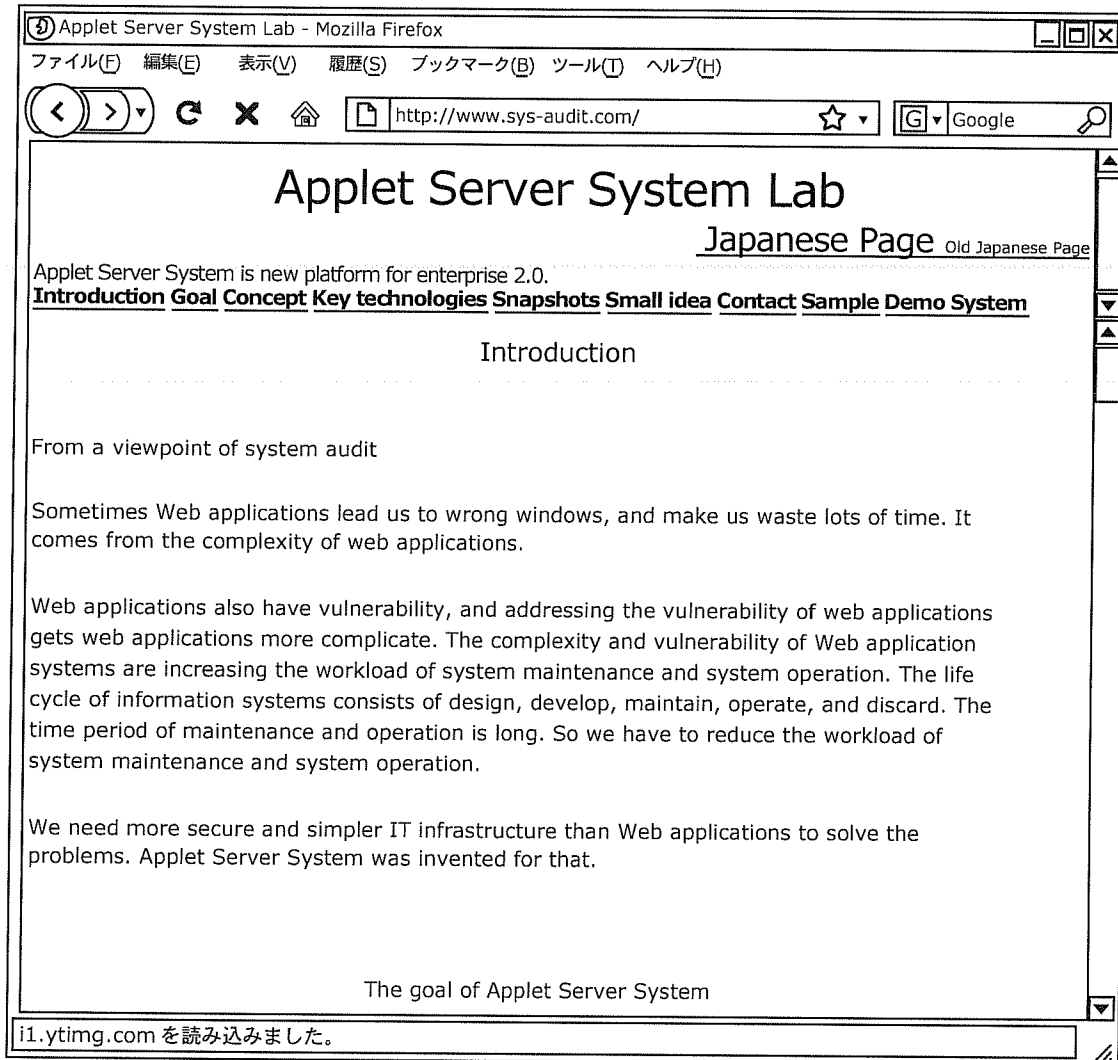 Applet Server System Lab - Mozilla Firefox
ファイル(F) 編集(E) 表示(V) 履歴(S) ブックマーク(B) ツール(T) ヘルプ(H)
http://www.sys-audit.com/ G Google
Applet Server System Lab
Japanese Page Old Japanese Page
Applet Server System is new platform for enterprise 2.0.
Introduction Goal Concept Key technologies Snapshots Small idea Contact Sample Demo System
Introduction
From a viewpoint of system audit
Sometimes Web applications lead us to wrong windows, and make us waste lots of time. It
comes from the complexity of web applications.
Web applications also have vulnerability, and addressing the vulnerability of web applications
gets web applications more complicate. The complexity and vulnerability of Web application
systems are increasing the workload of system maintenance and system operation. The life
cycle of information systems consists of design, develop, maintain, operate, and discard. The
time period of maintenance and operation is long. So we have to reduce the workload of
system maintenance and system operation.
We need more secure and simpler IT infrastructure than Web applications to solve the
problems. Applet Server System was invented for that.
The goal of Applet Server System
i1.ytimg.com を読み込みました。